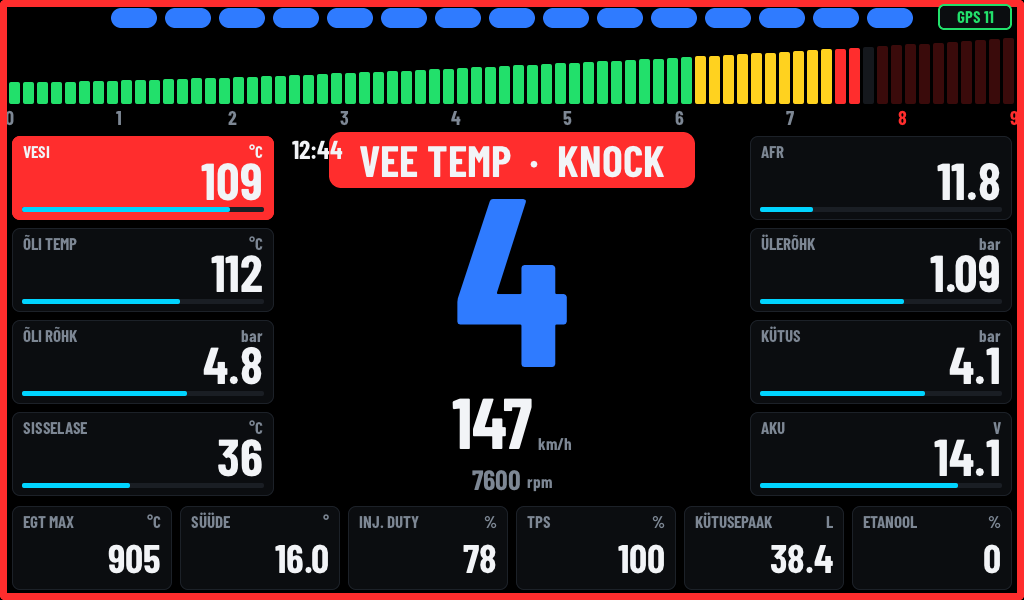 GPS 11
0 1 2 3 4 5 6 7 8 9
VESI °C
109
12:44
VEE TEMP · KNOCK
AFR
11.8
ÕLI TEMP °C
112
4
ÜLERÕHK bar
1.09
ÕLI RÕHK bar
4.8
KÜTUS bar
4.1
SISSELASE °C
36
147 km/h
7600 rpm
AKU V
14.1
EGT MAX °C
905
SÜÜDE °
16.0
INJ. DUTY %
78
TPS %
100
KÜTUSEPAAK L
38.4
ETANOOL %
0